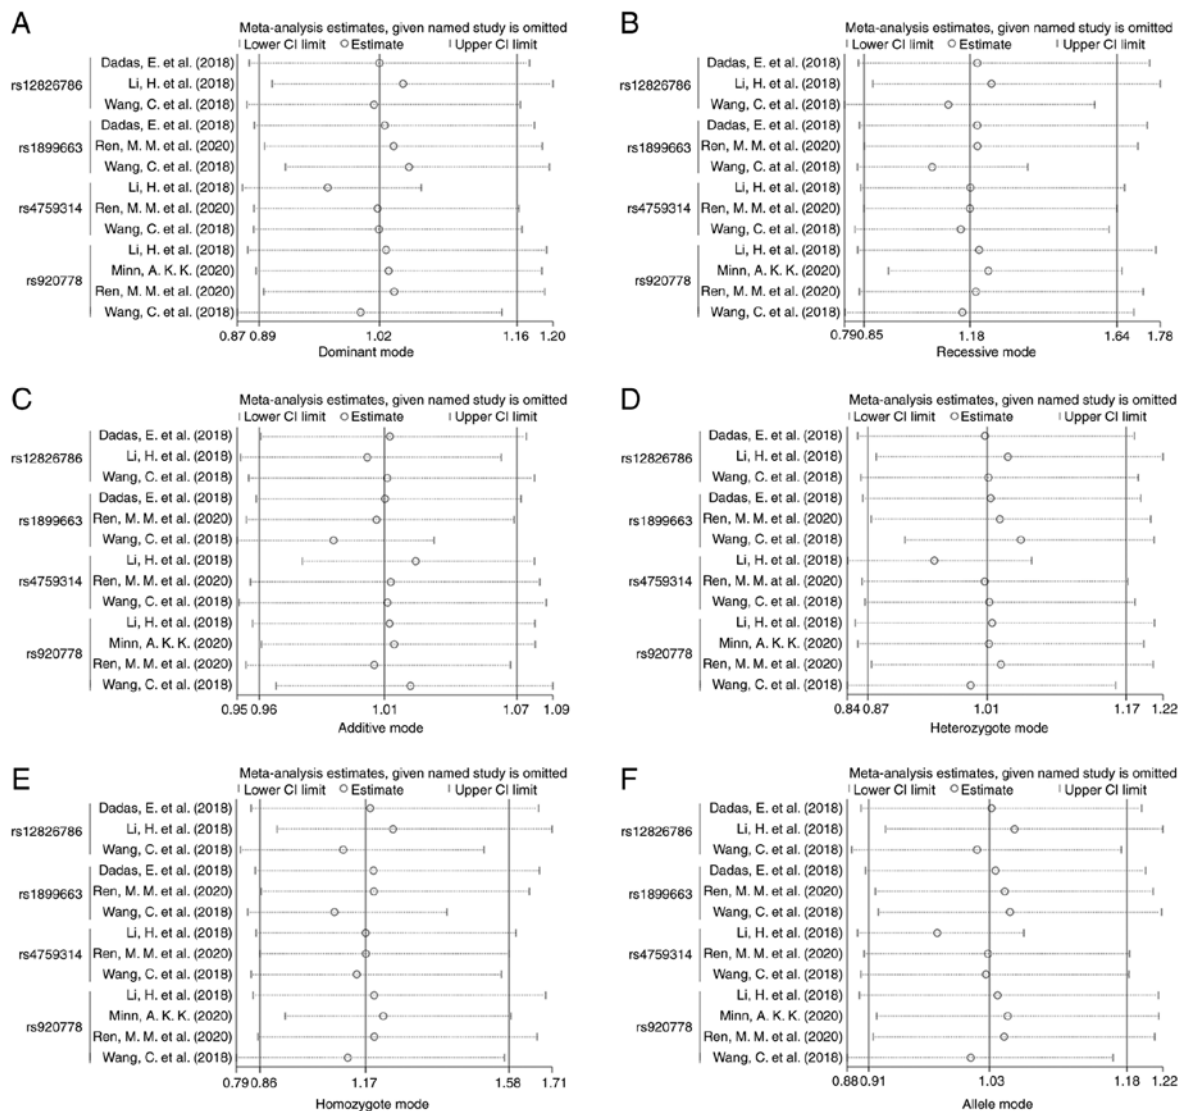 A
Meta-analysis estimates, given named study is omitted
Lower CI limit Estimate Upper CI limit
rs12826786
Dadas, E. et al. (2018)
Li, H. et al. (2018)
Wang, C. et al. (2018)
rs1899663
Dadas, E. et al. (2018)
Ren, M. M. et al. (2020)
Wang, C. et al. (2018)
rs4759314
Li, H. et al. (2018)
Ren, M. M. et al. (2020)
Wang, C. et al. (2018)
rs920778
Li, H. et al. (2018)
Minn, A. K. K. (2020)
Ren, M. M. et al. (2020)
Wang, C. et al. (2018)
0.87 0.89 1.02 1.16 1.20
Dominant mode
B
Meta-analysis estimates, given named study is omitted
Lower CI limit Estimate Upper CI limit
rs12826786
Dadas, E. et al. (2018)
Li, H. et al. (2018)
Wang, C. et al. (2018)
rs1899663
Dadas, E. et al. (2018)
Ren, M. M. et al. (2020)
Wang, C. at al. (2018)
rs4759314
Li, H. et al. (2018)
Ren, M. M. et al. (2020)
Wang, C. et al. (2018)
rs920778
Li, H. et al. (2018)
Minn, A. K. K. (2020)
Ren, M. M. et al. (2020)
Wang, C. et al. (2018)
0.79 0.85 1.18 1.64 1.78
Recessive mode
C
Meta-analysis estimates, given named study is omitted
Lower CI limit Estimate Upper CI limit
rs12826786
Dadas, E. et al. (2018)
Li, H. et al. (2018)
Wang, C. et al. (2018)
rs1899663
Dadas, E. et al. (2018)
Ren, M. M. et al. (2020)
Wang, C. et al. (2018)
rs4759314
Li, H. et al. (2018)
Ren, M. M. et al. (2020)
Wang, C. et al. (2018)
rs920778
Li, H. et al. (2018)
Minn, A. K. K. (2020)
Ren, M. M. et al. (2020)
Wang, C. et al. (2018)
0.95 0.96 1.01 1.07 1.09
Additive mode
D
Meta-analysis estimates, given named study is omitted
Lower CI limit Estimate Upper CI limit
rs12826786
Dadas, E. et al. (2018)
Li, H. et al. (2018)
Wang, C. et al. (2018)
rs1899663
Dadas, E. et al. (2018)
Ren, M. M. et al. (2020)
Wang, C. et al. (2018)
rs4759314
Li, H. et al. (2018)
Ren, M. M. at al. (2020)
Wang, C. et al. (2018)
rs920778
Li, H. et al. (2018)
Minn, A. K. K. (2020)
Ren, M. M. et al. (2020)
Wang, C. et al. (2018)
0.84 0.87 1.01 1.17 1.22
Heterozygote mode
E
Meta-analysis estimates, given named study is omitted
Lower CI limit Estimate Upper CI limit
rs12826786
Dadas, E. et al. (2018)
Li, H. et al. (2018)
Wang, C. et al. (2018)
rs1899663
Dadas, E. et al. (2018)
Ren, M. M. et al. (2020)
Wang, C. et al. (2018)
rs4759314
Li, H. et al. (2018)
Ren, M. M. et al. (2020)
Wang, C. et al. (2018)
rs920778
Li, H. et al. (2018)
Minn, A. K. K. (2020)
Ren, M. M. et al. (2020)
Wang, C. et al. (2018)
0.79 0.86 1.17 1.58 1.71
Homozygote mode
F
Meta-analysis estimates, given named study is omitted
Lower CI limit Estimate Upper CI limit
rs12826786
Dadas, E. et al. (2018)
Li, H. et al. (2018)
Wang, C. et al. (2018)
rs1899663
Dadas, E. et al. (2018)
Ren, M. M. et al. (2020)
Wang, C. et al. (2018)
rs4759314
Li, H. et al. (2018)
Ren, M. M. et al. (2020)
Wang, C. et al. (2018)
rs920778
Li, H. et al. (2018)
Minn, A. K. K. (2020)
Ren, M. M. et al. (2020)
Wang, C. et al. (2018)
0.88 0.91 1.03 1.18 1.22
Allele mode